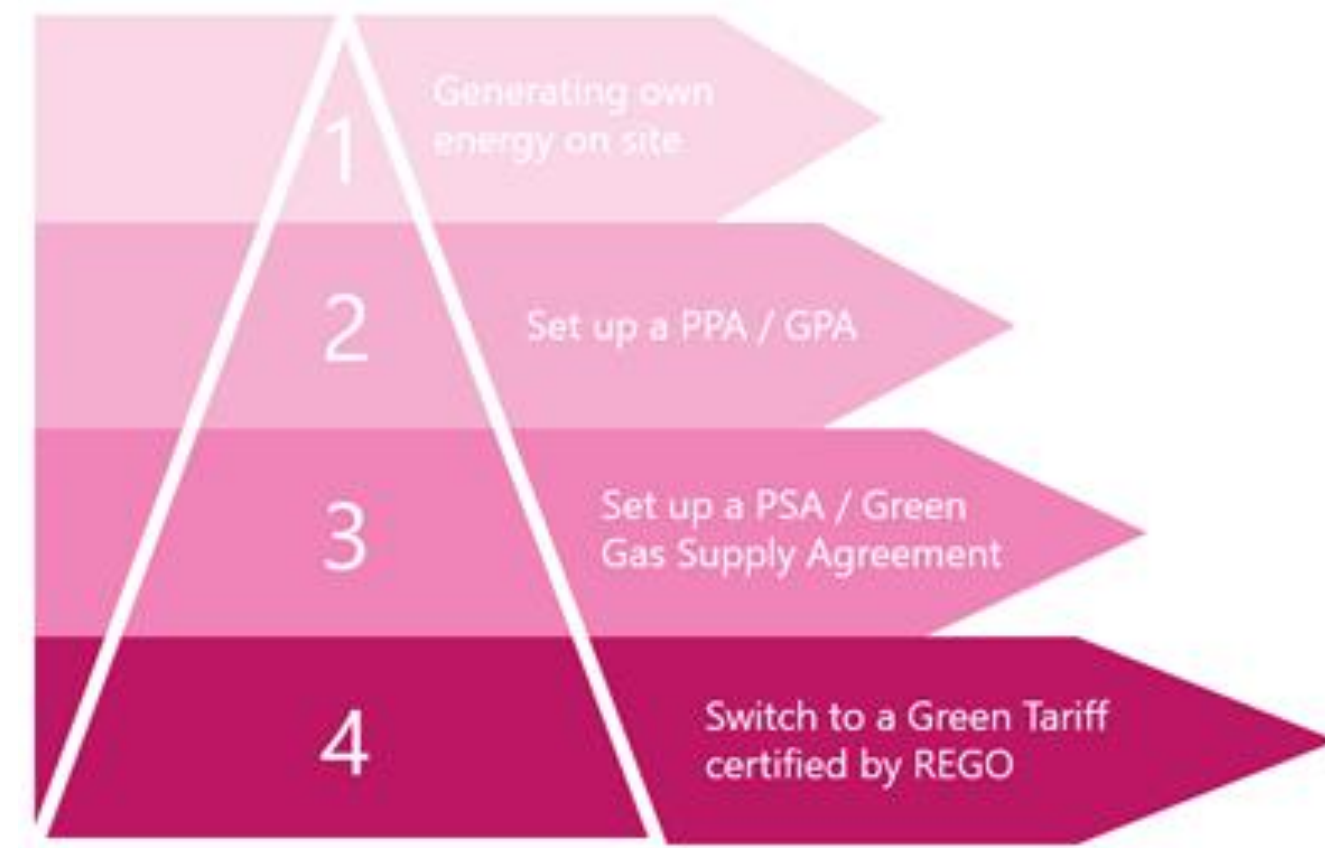 1
Generating own
energy on site
2
Set up a PPA / GPA
3
Set up a PSA / Green
Gas Supply Agreement
4
Switch to a Green Tariff
certified by REGO